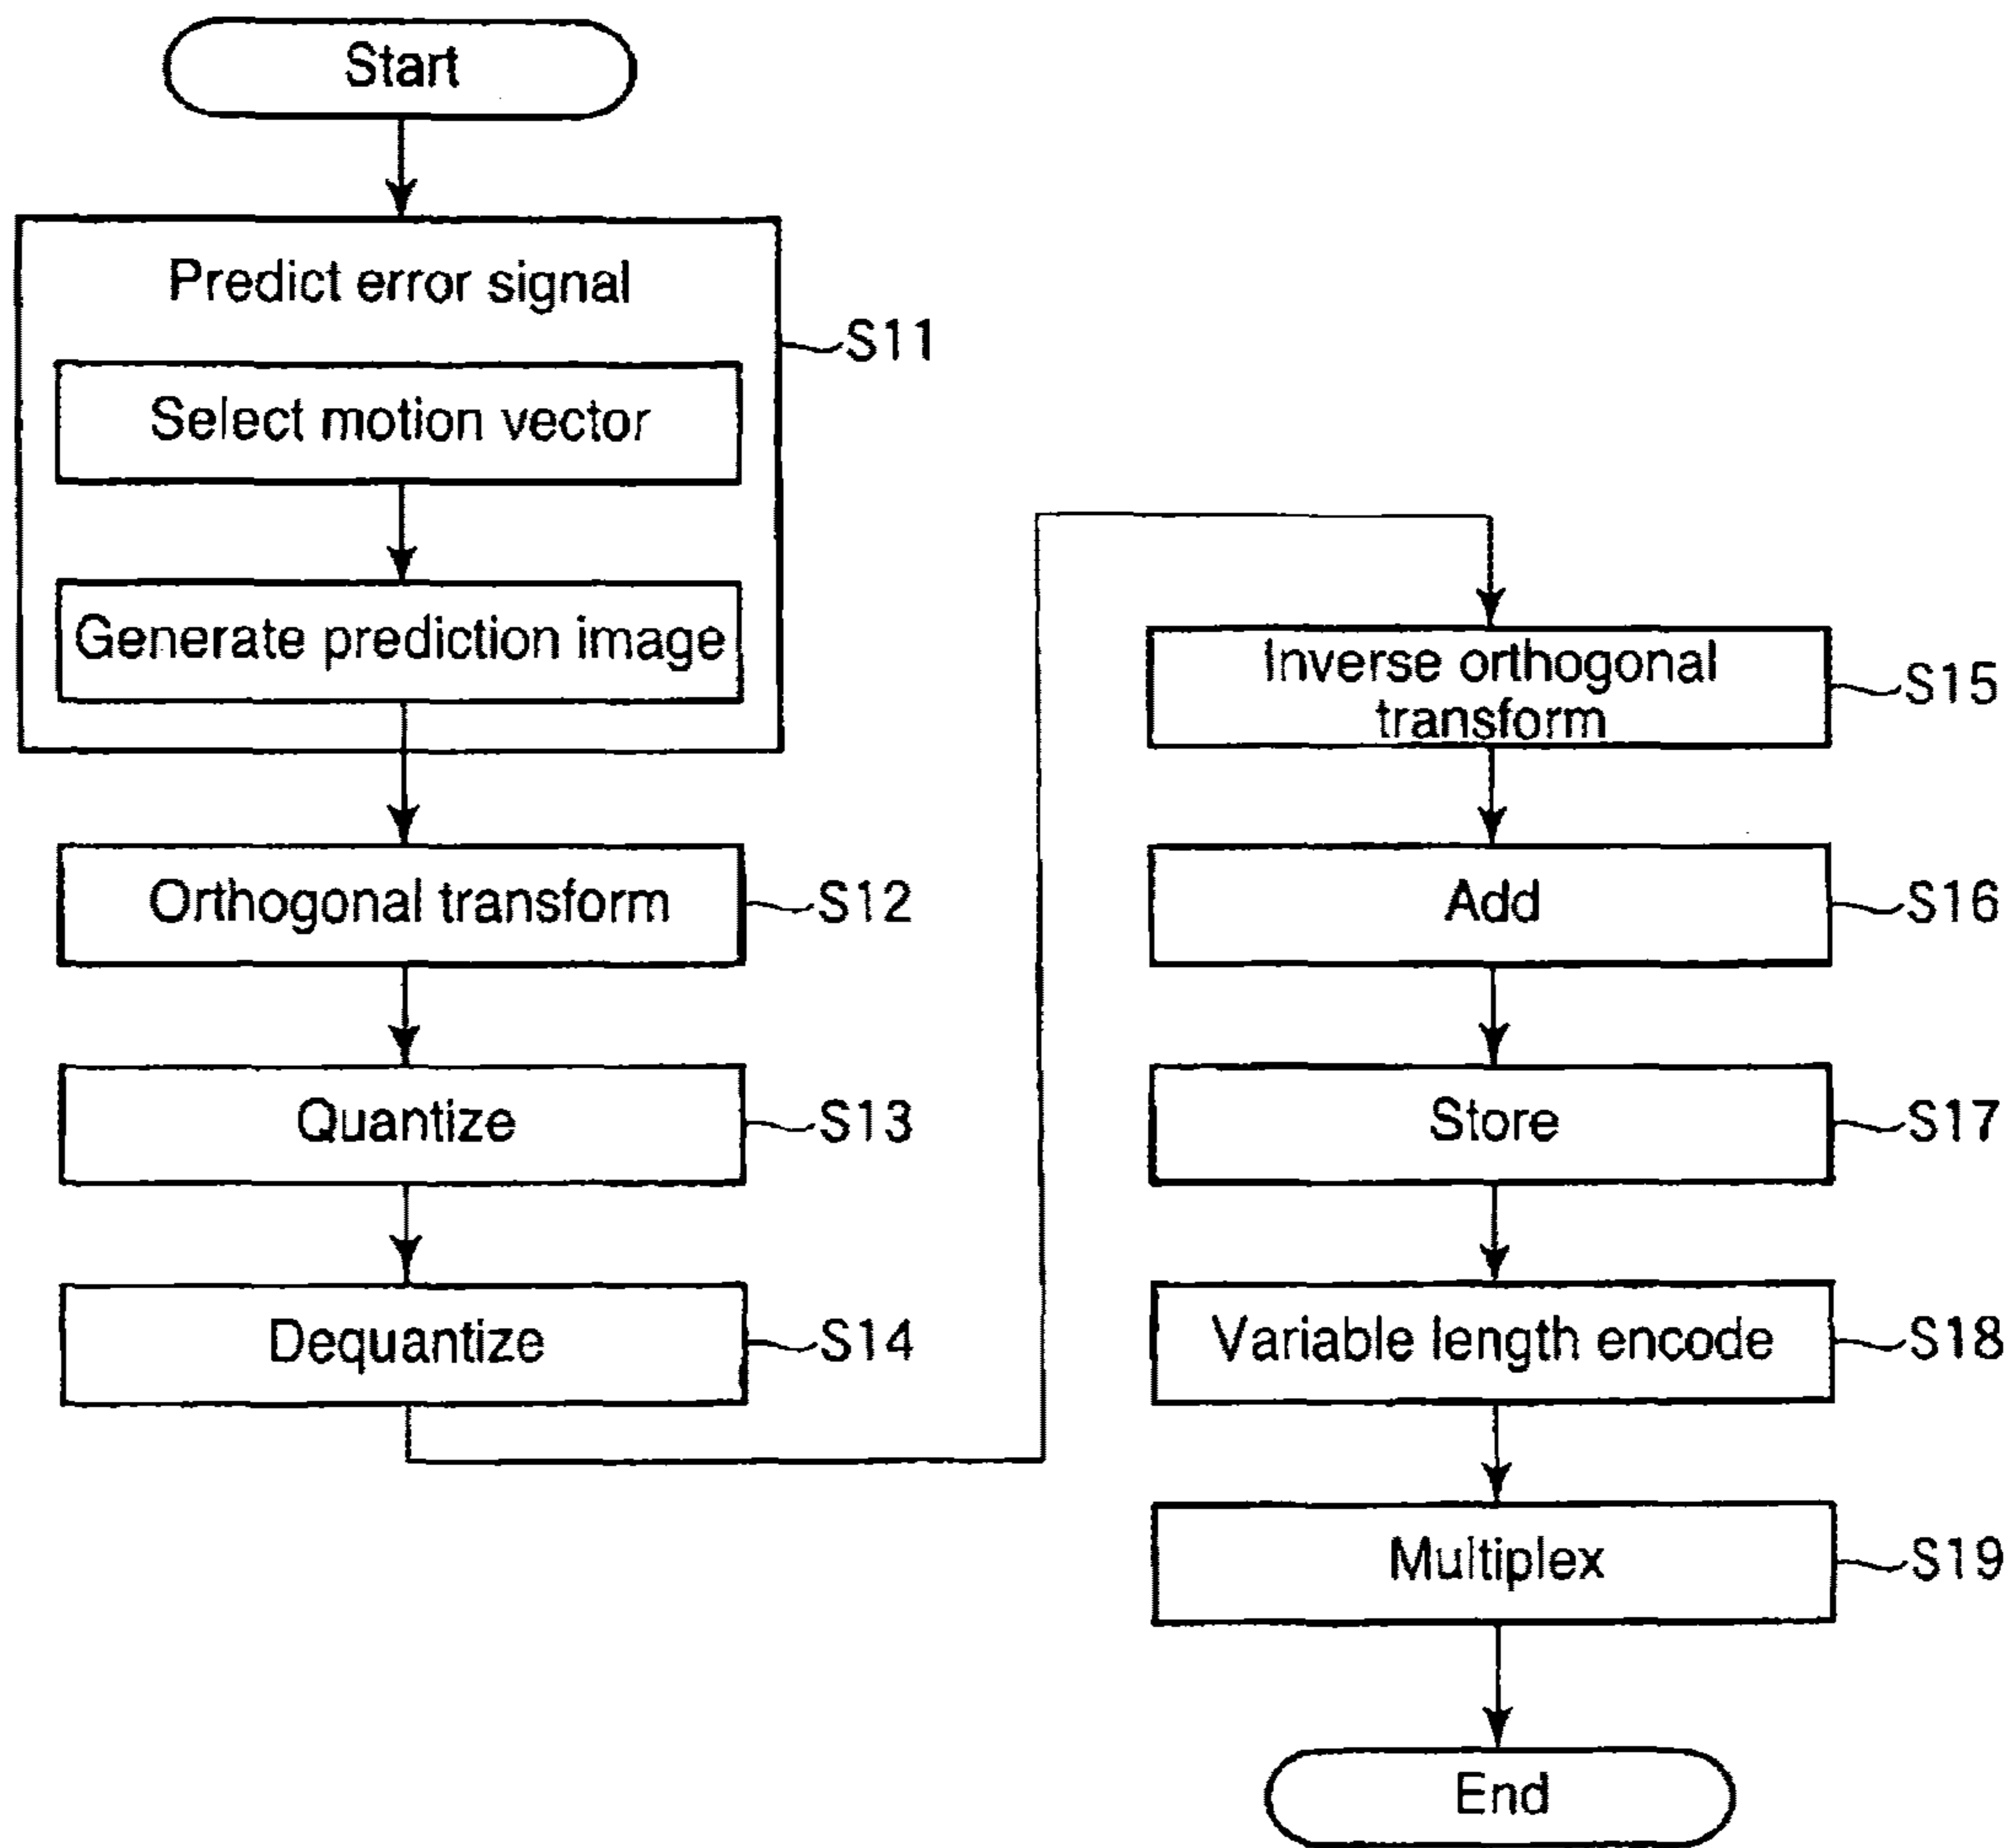 Start
Predict error signal
S11
Select motion vector
Generate prediction image
Orthogonal transform
S12
Quantize
S13
Dequantize
S14
Inverse orthogonal
transform
S15
Add
S16
Store
S17
Variable length encode
S18
Multiplex
S19
End